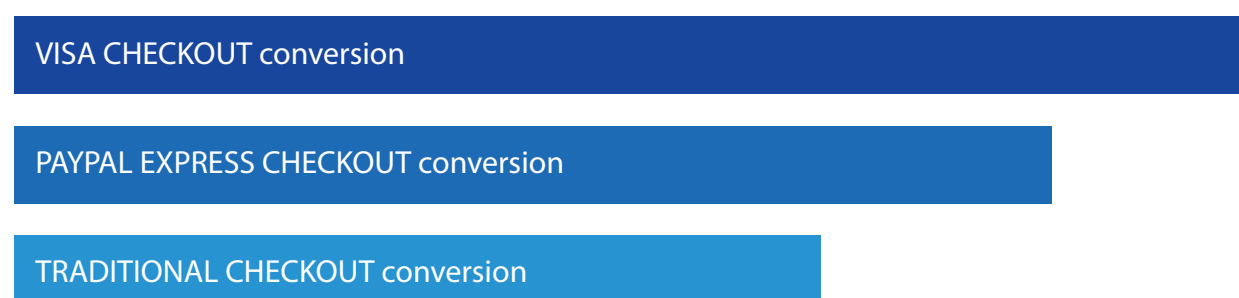 VISA CHECKOUT conversion
PAYPAL EXPRESS CHECKOUT conversion
TRADITIONAL CHECKOUT conversion